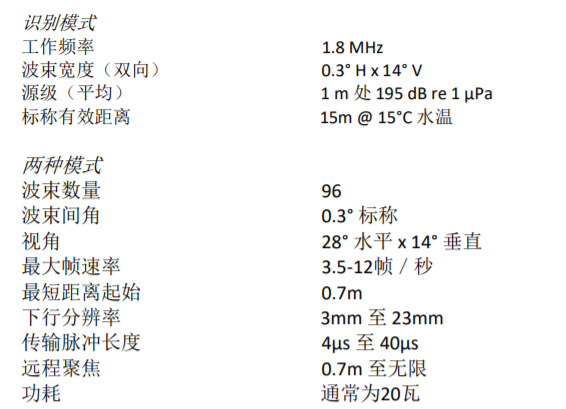 识别模式
工作频率 1.8 MHz
波束宽度（双向） 0.3° H x 14° V
源级（平均） 1 m 处 195 dB re 1 μPa
标称有效距离 15m @ 15°C 水温
两种模式
波束数量 96
波束间角 0.3° 标称
视角 28° 水平 x 14° 垂直
最大帧速率 3.5-12帧 / 秒
最短距离起始 0.7m
下行分辨率 3mm 至 23mm
传输脉冲长度 4μs 至 40μs
远程聚焦 0.7m 至无限
功耗 通常为20瓦